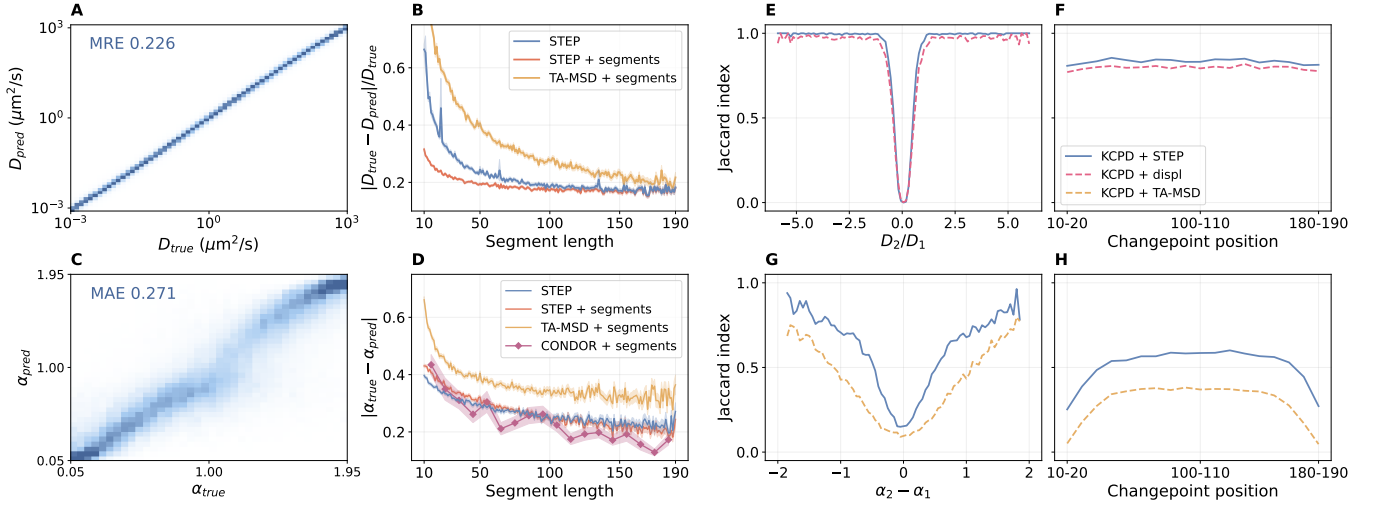 A
MRE 0.226
10³
10⁰
10⁻³
D_pred (μm²/s)
10⁻³
10⁰
10³
D_true (μm²/s)
B
STEP
STEP + segments
TA-MSD + segments
0.6
0.4
0.2
|D_true − D_pred|/D_true
10
50
100
150
190
Segment length
E
1.0
0.5
0.0
Jaccard index
−5.0
−2.5
0.0
2.5
5.0
D₂/D₁
F
KCPD + STEP
KCPD + displ
KCPD + TA-MSD
10-20
100-110
180-190
Changepoint position
C
MAE 0.271
1.95
1.00
0.05
α_pred
0.05
1.00
1.95
α_true
D
STEP
STEP + segments
TA-MSD + segments
CONDOR + segments
0.6
0.4
0.2
|α_true − α_pred|
10
50
100
150
190
Segment length
G
1.0
0.5
0.0
Jaccard index
−2
−1
0
1
2
α₂ − α₁
H
10-20
100-110
180-190
Changepoint position